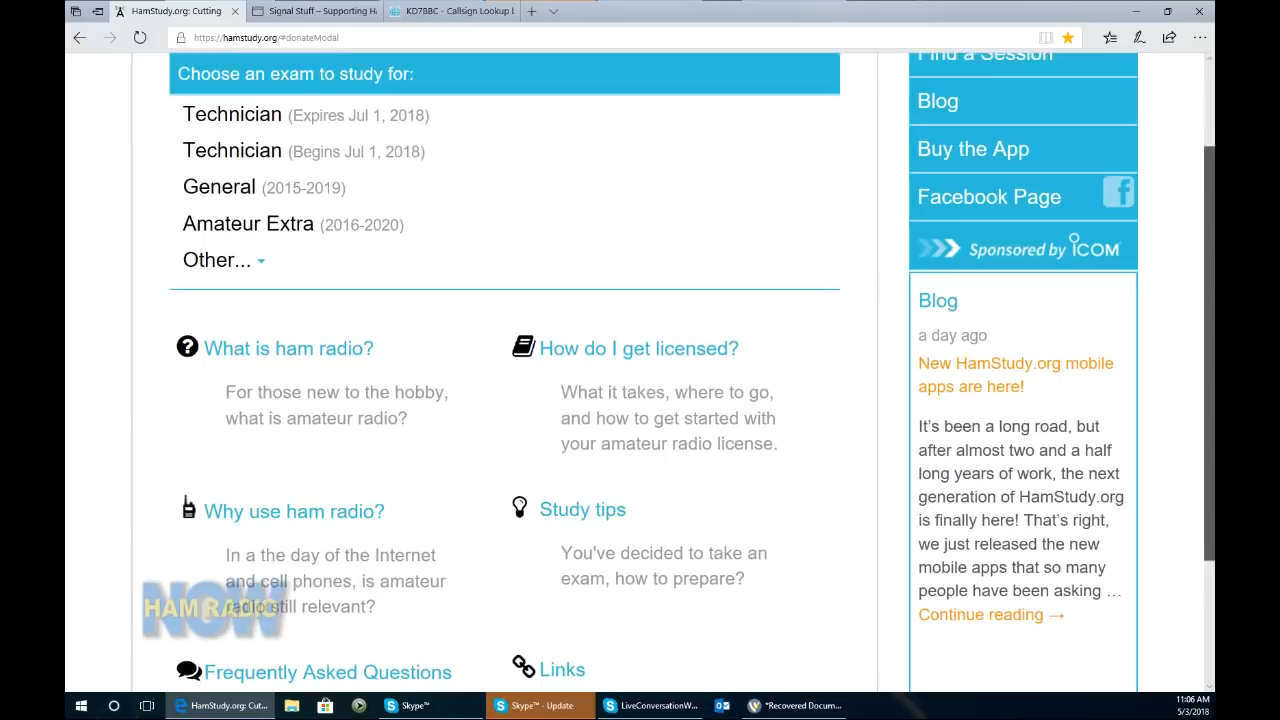 HamStudy.org: Cutting
Signal Stuff – Supporting H
KD7BBC - Callsign Lookup
https://hamstudy.org/#donateModal
Choose an exam to study for:
Technician (Expires Jul 1, 2018)
Technician (Begins Jul 1, 2018)
General (2015-2019)
Amateur Extra (2016-2020)
Other...
What is ham radio?
For those new to the hobby,
what is amateur radio?
How do I get licensed?
What it takes, where to go,
and how to get started with
your amateur radio license.
Why use ham radio?
In a the day of the Internet
and cell phones, is amateur
radio still relevant?
Study tips
You've decided to take an
exam, how to prepare?
Frequently Asked Questions
Links
Find a Session
Blog
Buy the App
Facebook Page
Sponsored by ICOM
Blog
a day ago
New HamStudy.org mobile
apps are here!
It's been a long road, but
after almost two and a half
long years of work, the next
generation of HamStudy.org
is finally here! That's right,
we just released the new
mobile apps that so many
people have been asking …
Continue reading →
HAM RADIO
NOW
HamStudy.org: Cut...
Skype™
Skype™ - Update
LiveConversationW...
*Recovered Docum...
11:06 AM
5/3/2018